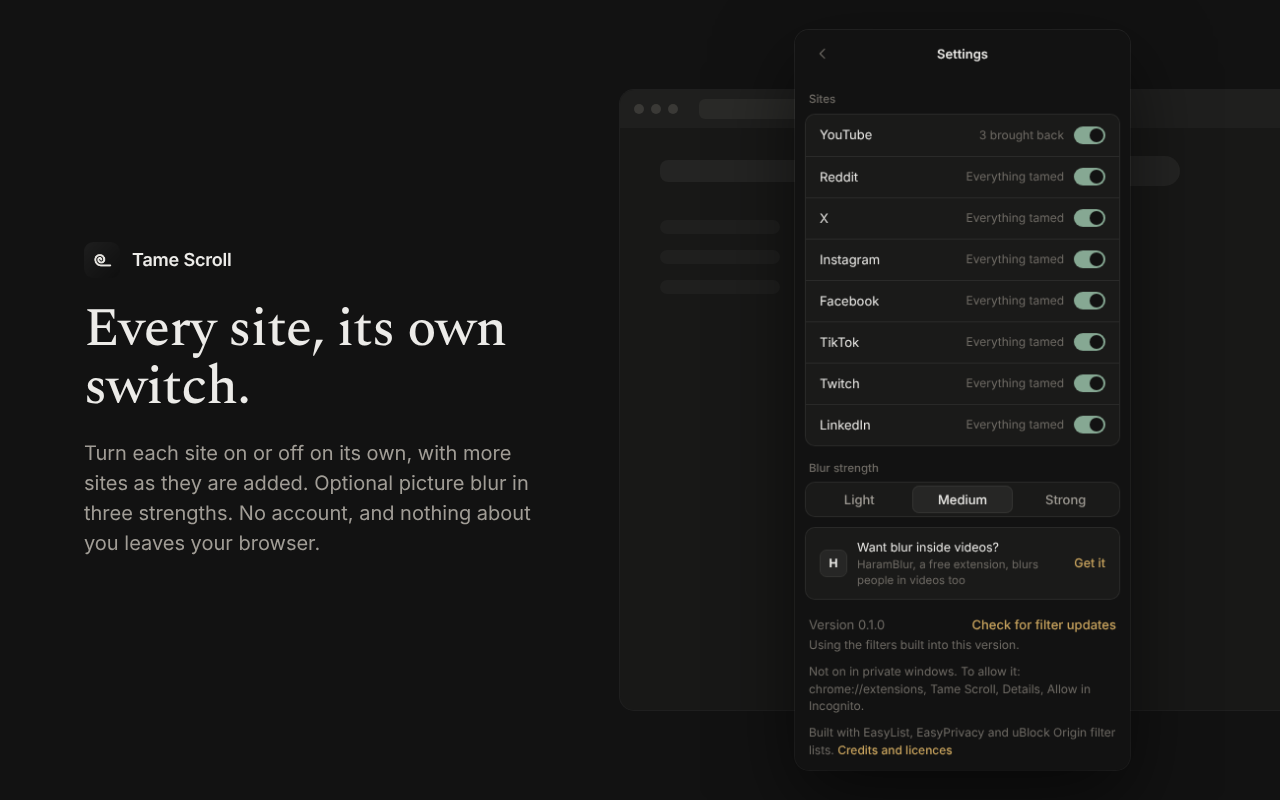 Tame Scroll
Every site, its own
switch.
Turn each site on or off on its own, with more
sites as they are added. Optional picture blur in
three strengths. No account, and nothing about
you leaves your browser.
Settings
Sites
YouTube 3 brought back
Reddit Everything tamed
X Everything tamed
Instagram Everything tamed
Facebook Everything tamed
TikTok Everything tamed
Twitch Everything tamed
LinkedIn Everything tamed
Blur strength
Light Medium Strong
H
Want blur inside videos?
HaramBlur, a free extension, blurs
people in videos too
Get it
Version 0.1.0 Check for filter updates
Using the filters built into this version.
Not on in private windows. To allow it:
chrome://extensions, Tame Scroll, Details, Allow in
Incognito.
Built with EasyList, EasyPrivacy and uBlock Origin filter
lists. Credits and licences